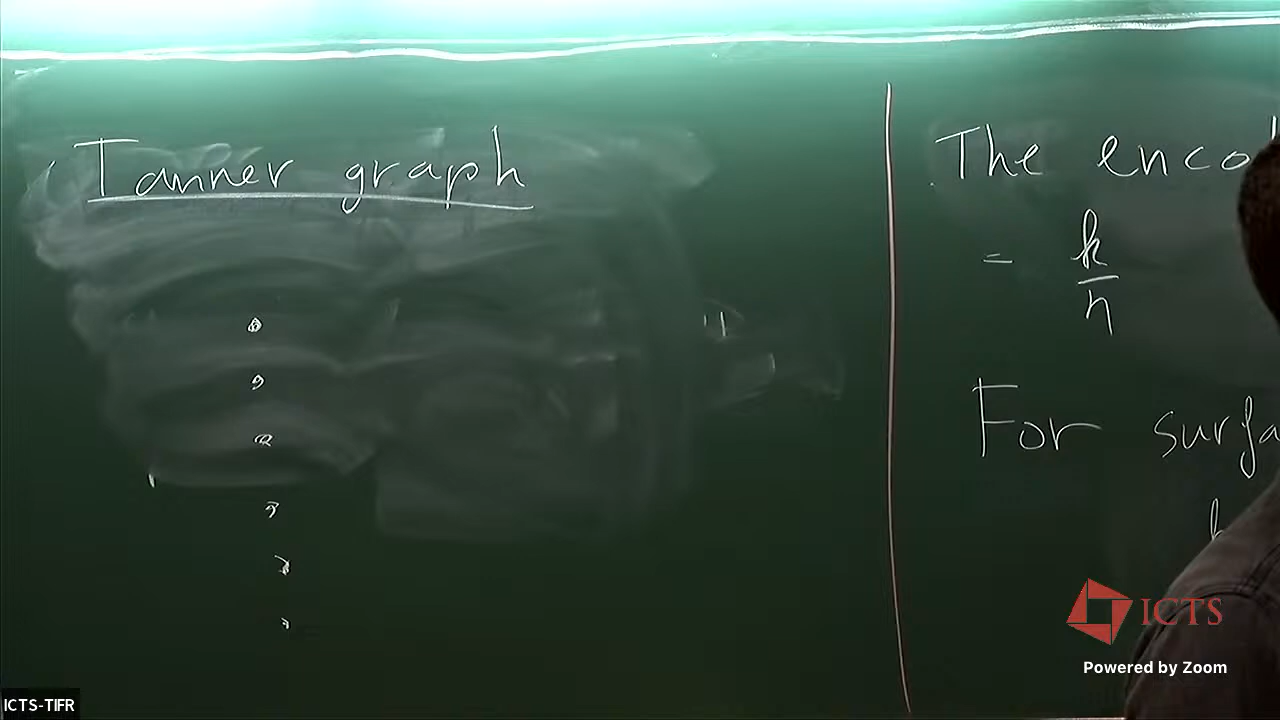 Tanner graph
The enco
= k/n
For surfa
ICTS
Powered by Zoom
ICTS-TIFR